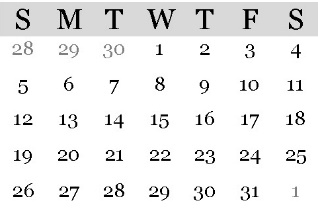 S M T W T F S
28 29 30 1 2 3 4
5 6 7 8 9 10 11
12 13 14 15 16 17 18
19 20 21 22 23 24 25
26 27 28 29 30 31 1